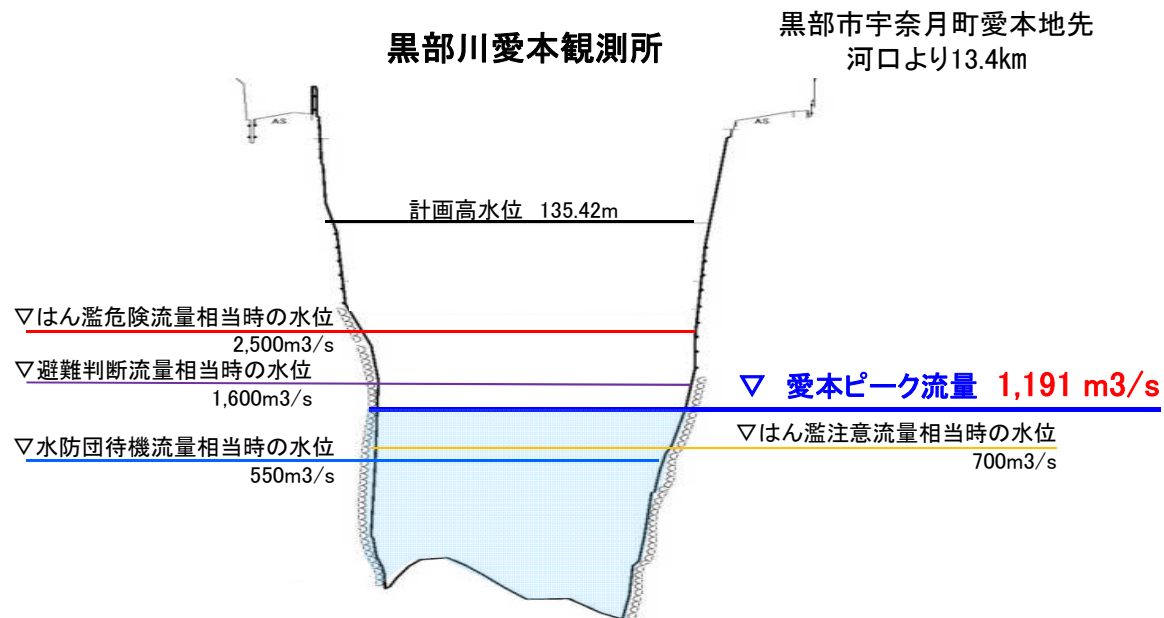 黒部川愛本観測所
黒部市宇奈月町愛本地先
河口より13.4km
AS
AS
計画高水位 135.42m
▽はん濫危険流量相当時の水位
2,500m3/s
▽避難判断流量相当時の水位
1,600m3/s
▽ 愛本ピーク流量 1,191 m3/s
▽はん濫注意流量相当時の水位
700m3/s
▽水防団待機流量相当時の水位
550m3/s